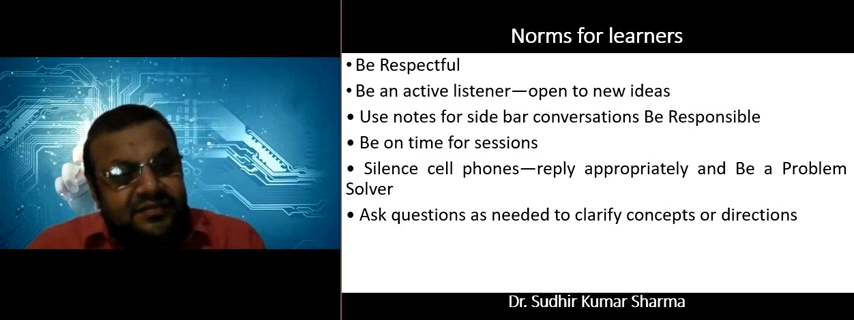 Norms for learners
• Be Respectful
• Be an active listener—open to new ideas
• Use notes for side bar conversations Be Responsible
• Be on time for sessions
• Silence cell phones—reply appropriately and Be a Problem
Solver
• Ask questions as needed to clarify concepts or directions
Dr. Sudhir Kumar Sharma